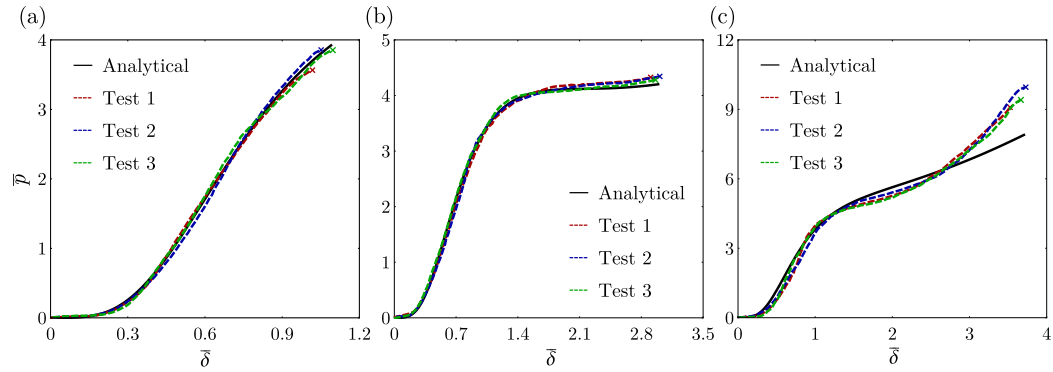 (a)
4
3
2
1
0
p̅
Analytical
Test 1
Test 2
Test 3
0 0.3 0.6 0.9 1.2
δ̅
(b)
5
4
3
2
1
0
Analytical
Test 1
Test 2
Test 3
0 0.7 1.4 2.1 2.8 3.5
δ̅
(c)
12
9
6
3
0
Analytical
Test 1
Test 2
Test 3
0 1 2 3 4
δ̅